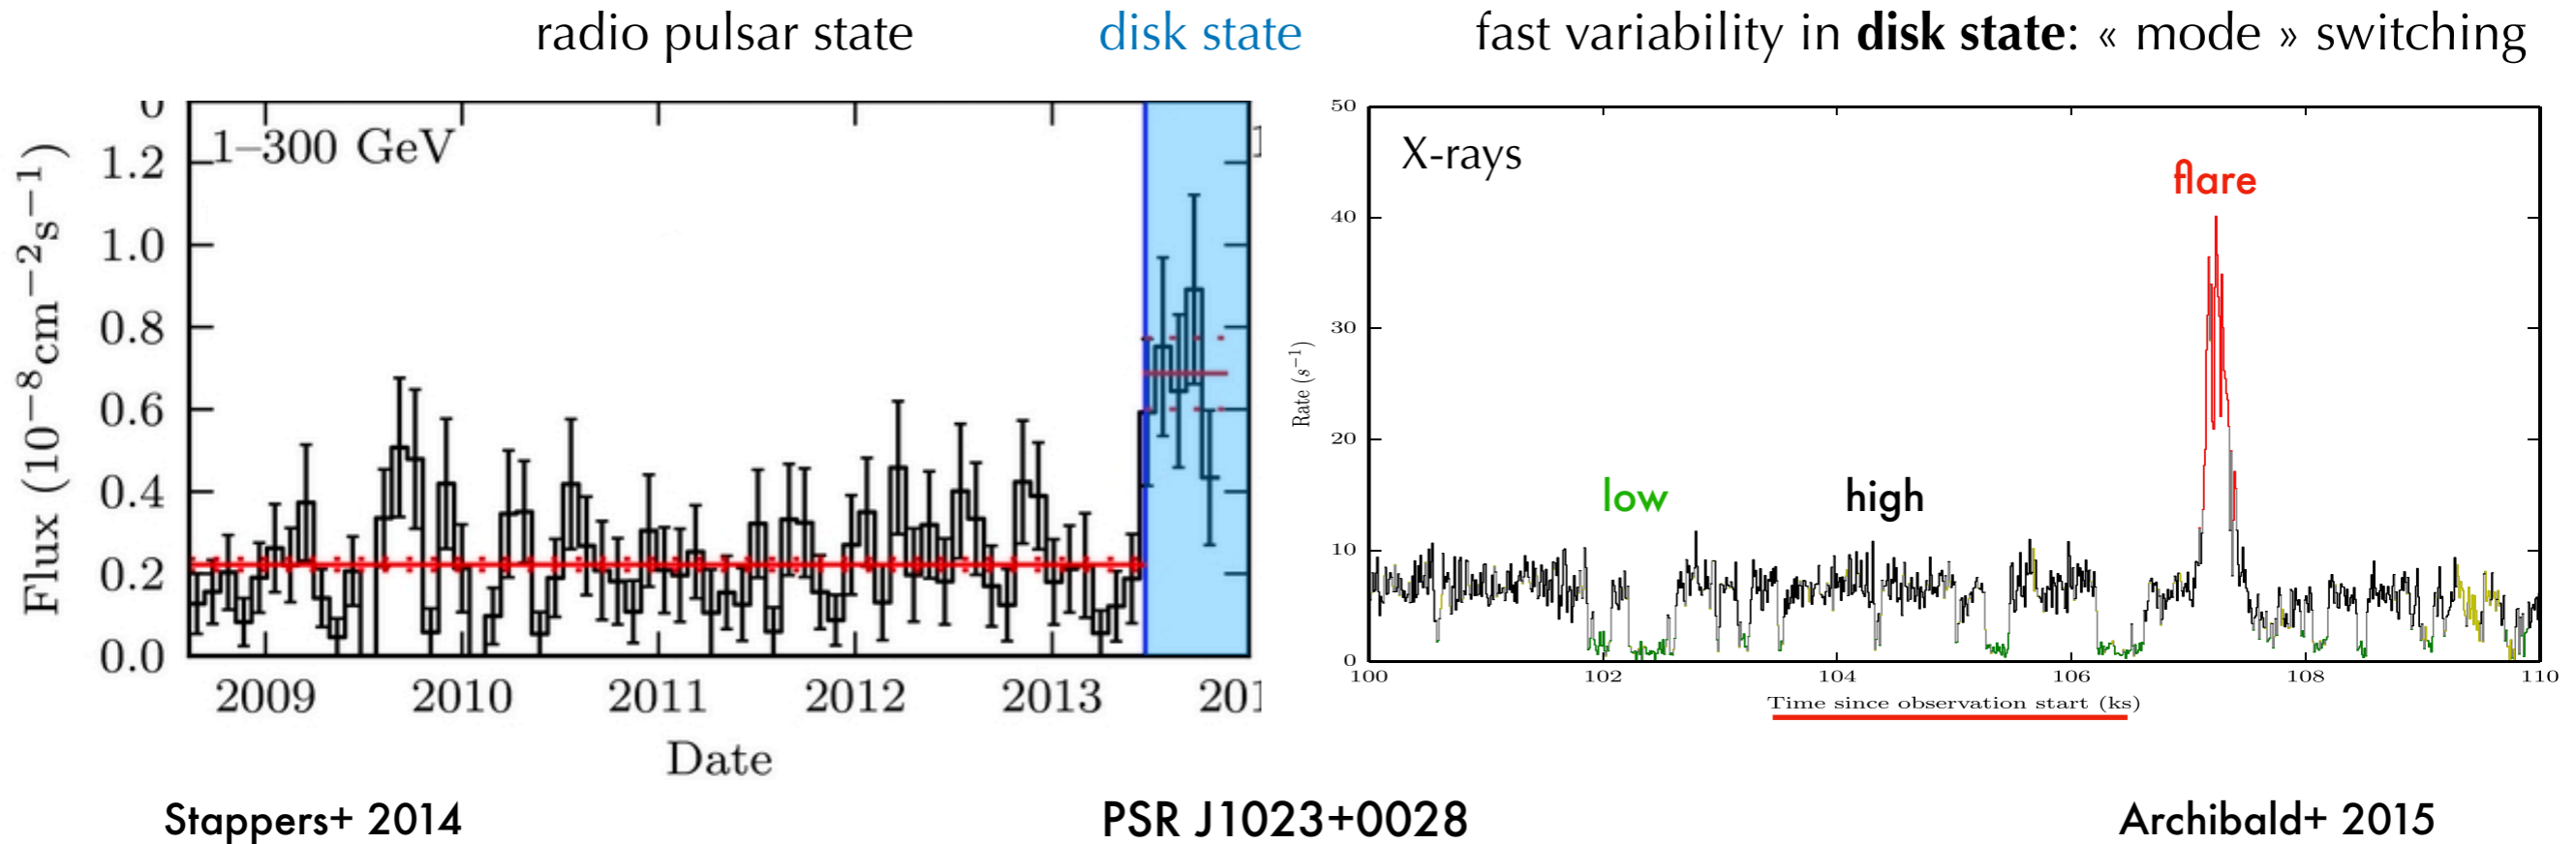 radio pulsar state
disk state
fast variability in disk state: « mode » switching
1–300 GeV
Flux (10−8cm−2s−1)
0
1.2
1.0
0.8
0.6
0.4
0.2
0.0
2009 2010 2011 2012 2013 201
Date
X-rays
flare
low
high
Rate (s−1)
50
40
30
20
10
0
100 102 104 106 108 110
Time since observation start (ks)
Stappers+ 2014
PSR J1023+0028
Archibald+ 2015